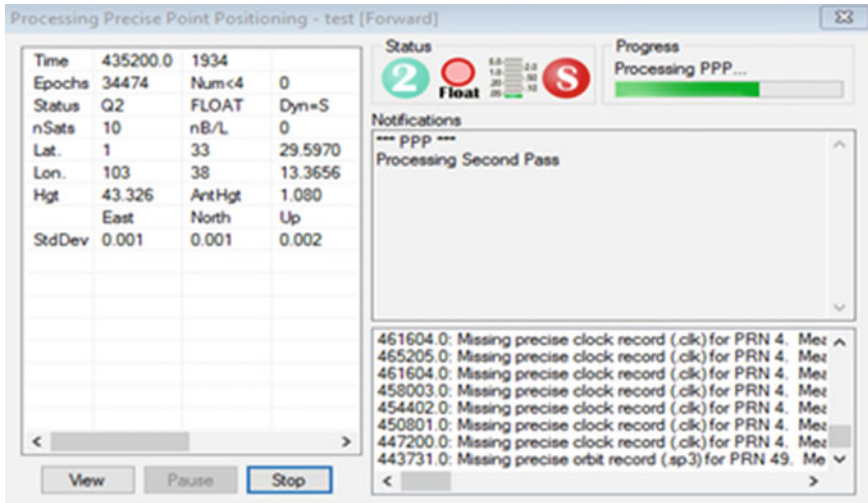 Processing Precise Point Positioning - test [Forward]
Time 435200.0 1934
Epochs 34474 Num<4 0
Status Q2 FLOAT Dyn=S
nSats 10 nB/L 0
Lat. 1 33 29.5970
Lon. 103 38 13.3656
Hgt 43.326 AntHgt 1.080
East North Up
StdDev 0.001 0.001 0.002
View Pause Stop
Status
2 Float S
Progress
Processing PPP...
Notifications
*** PPP ***
Processing Second Pass
461604.0: Missing precise clock record (.clk) for PRN 4. Mea
465205.0: Missing precise clock record (.clk) for PRN 4. Mea
461604.0: Missing precise clock record (.clk) for PRN 4. Mea
458003.0: Missing precise clock record (.clk) for PRN 4. Mea
454402.0: Missing precise clock record (.clk) for PRN 4. Mea
450801.0: Missing precise clock record (.clk) for PRN 4. Mea
447200.0: Missing precise clock record (.clk) for PRN 4. Mea
443731.0: Missing precise orbit record (.sp3) for PRN 49. Me